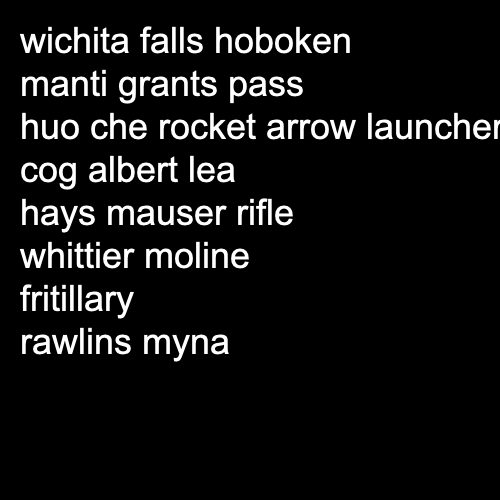 wichita falls hoboken
manti grants pass
huo che rocket arrow launcher
cog albert lea
hays mauser rifle
whittier moline
fritillary
rawlins myna